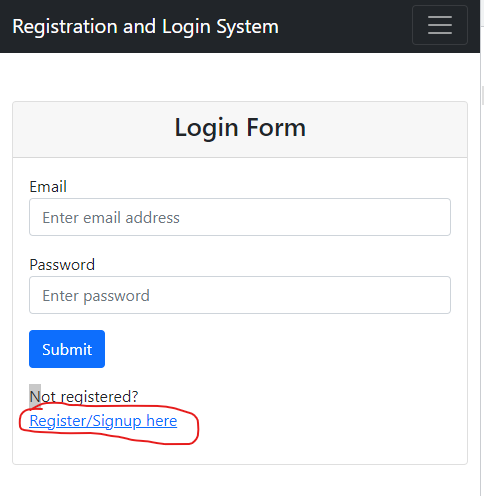 Registration and Login System
Login Form
Email
Enter email address
Password
Enter password
Submit
Not registered?
Register/Signup here